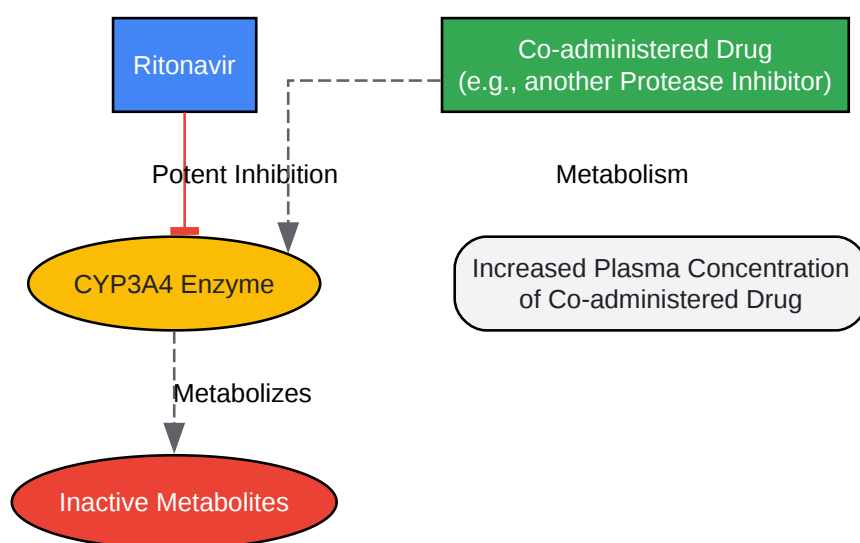 Ritonavir
Co-administered Drug
(e.g., another Protease Inhibitor)
Potent Inhibition
Metabolism
CYP3A4 Enzyme
Increased Plasma Concentration
of Co-administered Drug
Metabolizes
Inactive Metabolites